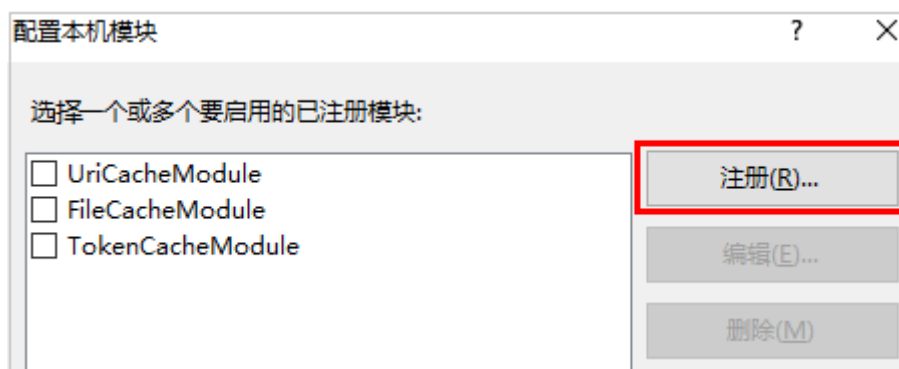 配置本机模块 ?
选择一个或多个要启用的已注册模块:
UriCacheModule
FileCacheModule
TokenCacheModule
注册(R)...
编辑(E)...
删除(M)